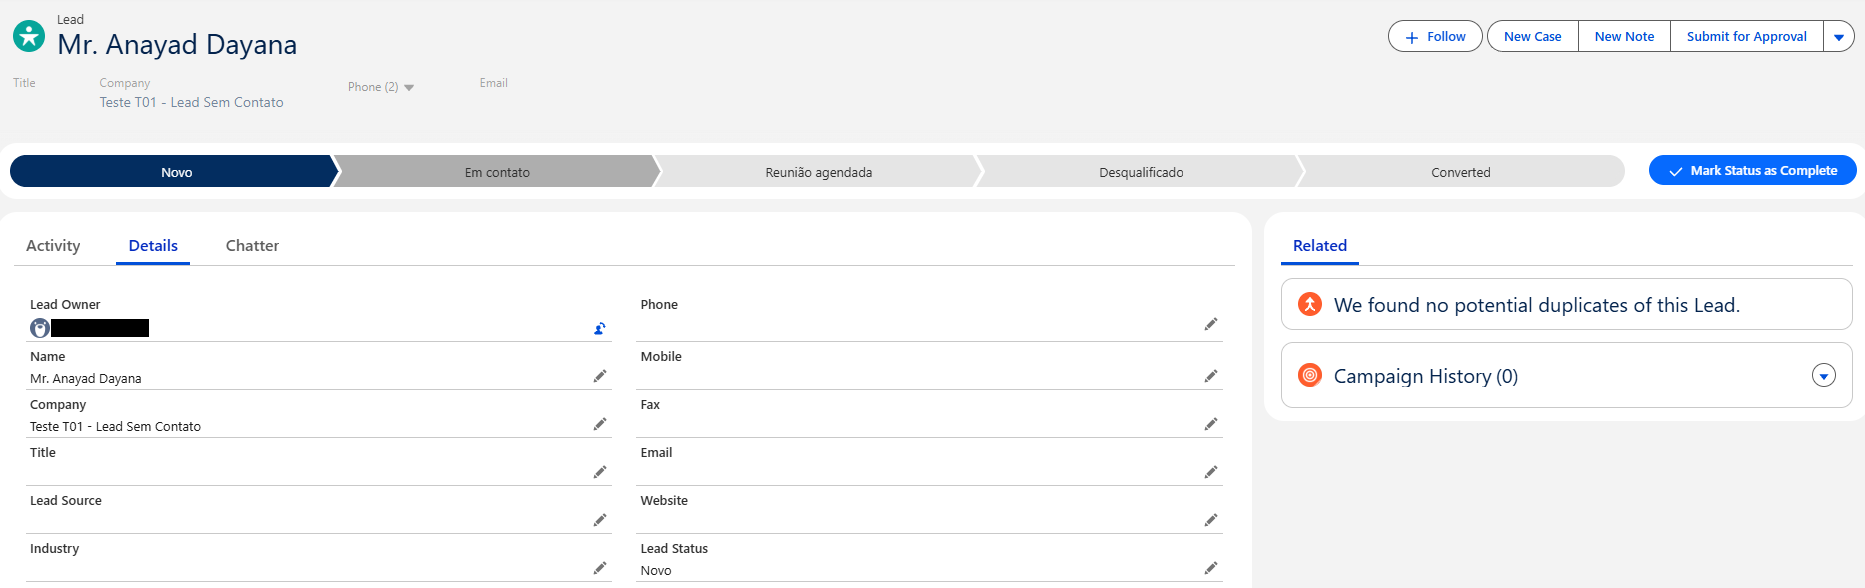 Lead
Mr. Anayad Dayana
Follow
New Case
New Note
Submit for Approval
Title
Company
Teste T01 - Lead Sem Contato
Phone (2)
Email
Novo
Em contato
Reunião agendada
Desqualificado
Converted
Mark Status as Complete
Activity
Details
Chatter
Lead Owner
Name
Mr. Anayad Dayana
Company
Teste T01 - Lead Sem Contato
Title
Lead Source
Industry
Phone
Mobile
Fax
Email
Website
Lead Status
Novo
Related
We found no potential duplicates of this Lead.
Campaign History (0)